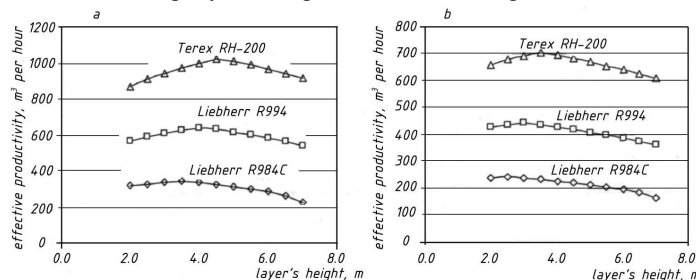 a
effective productivity, m³ per hour
1200
1000
800
600
400
200
0
Terex RH-200
Liebherr R994
Liebherr R984C
0.0 2.0 4.0 6.0 8.0
layer's height, m
b
effective productivity, m³ per hour
800
700
600
500
400
300
200
100
0
Terex RH-200
Liebherr R994
Liebherr R984C
0.0 2.0 4.0 6.0 8.0
layer's height, m